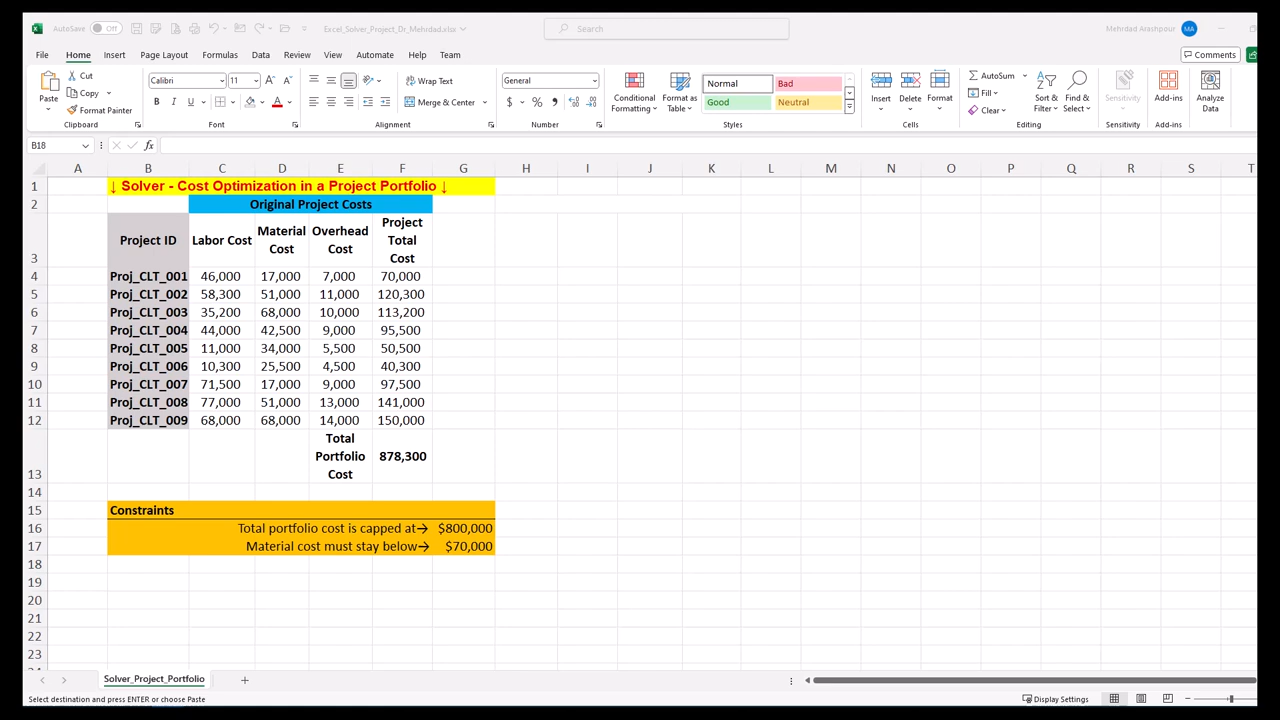 AutoSave Off Excel_Solver_Project_Dr_Mehrdad.xlsx Search Mehrdad Arashpour MA
File Home Insert Page Layout Formulas Data Review View Automate Help Team Comments
Paste Cut Copy Format Painter
Calibri 11 A^ A˅
B I U A
Wrap Text
Merge & Center
General
$ % ,
Conditional Formatting Format as Table
Normal Bad
Good Neutral
Insert Delete Format
AutoSum
Fill
Clear
Sort & Filter Find & Select
Sensitivity
Add-ins
Analyze Data
Clipboard Font Alignment Number Styles Cells Editing Sensitivity Add-ins
B18 fx
A B C D E F G H I J K L M N O P Q R S T
1 ↓ Solver - Cost Optimization in a Project Portfolio ↓
2 Original Project Costs
3 Project ID Labor Cost Material Cost Overhead Cost Project Total Cost
4 Proj_CLT_001 46,000 17,000 7,000 70,000
5 Proj_CLT_002 58,300 51,000 11,000 120,300
6 Proj_CLT_003 35,200 68,000 10,000 113,200
7 Proj_CLT_004 44,000 42,500 9,000 95,500
8 Proj_CLT_005 11,000 34,000 5,500 50,500
9 Proj_CLT_006 10,300 25,500 4,500 40,300
10 Proj_CLT_007 71,500 17,000 9,000 97,500
11 Proj_CLT_008 77,000 51,000 13,000 141,000
12 Proj_CLT_009 68,000 68,000 14,000 150,000
13 Total Portfolio Cost 878,300
14
15 Constraints
16 Total portfolio cost is capped at→ $800,000
17 Material cost must stay below→ $70,000
18
19
20
21
22
23
Solver_Project_Portfolio
Select destination and press ENTER or choose Paste Display Settings